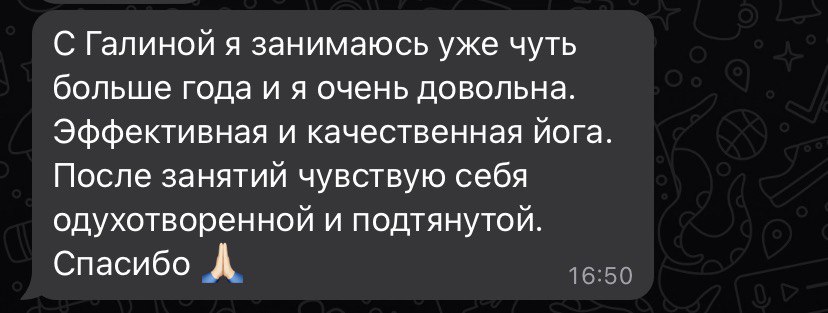 С Галиной я занимаюсь уже чуть
больше года и я очень довольна.
Эффективная и качественная йога.
После занятий чувствую себя
одухотворенной и подтянутой.
Спасибо 🙏🏻
16:50